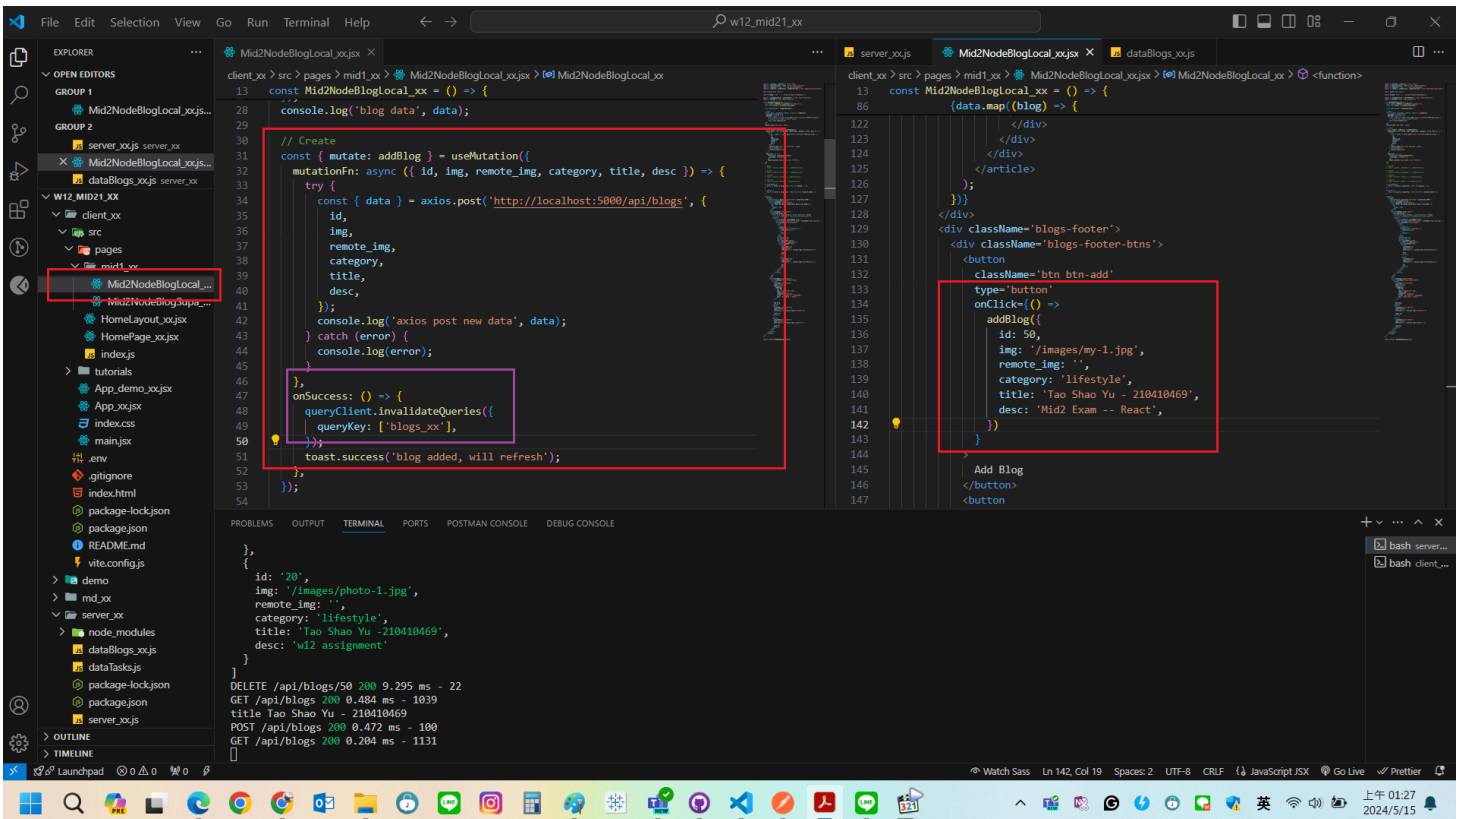 File Edit Selection View Go Run Terminal Help
w12_mid21_xx
EXPLORER
OPEN EDITORS
GROUP 1
Mid2NodeBlogLocal_xx.js...
GROUP 2
server_xx.js server_xx
Mid2NodeBlogLocal_xx.js...
dataBlogs_xx.js server_xx
W12_MID21_XX
client_xx
src
pages
mid1_xx
Mid2NodeBlogLocal_...
Mid2NodeBlogSupa_...
HomeLayout_xx.jsx
HomePage_xx.jsx
index.js
tutorials
App_demo_xx.jsx
App_xx.jsx
index.css
main.jsx
.env
.gitignore
index.html
package-lock.json
package.json
README.md
vite.config.js
demo
md_xx
server_xx
node_modules
dataBlogs_xx.js
dataTasks.js
package-lock.json
package.json
server_xx.js
OUTLINE
TIMELINE
Mid2NodeBlogLocal_xx.jsx
client_xx > src > pages > mid1_xx > Mid2NodeBlogLocal_xx.jsx > Mid2NodeBlogLocal_xx
13 const Mid2NodeBlogLocal_xx = () => {
28 console.log('blog data', data);
29
30 // Create
31 const { mutate: addBlog } = useMutation({
32 mutationFn: async ({ id, img, remote_img, category, title, desc }) => {
33 try {
34 const { data } = axios.post('http://localhost:5000/api/blogs', {
35 id,
36 img,
37 remote_img,
38 category,
39 title,
40 desc,
41 });
42 console.log('axios post new data', data);
43 } catch (error) {
44 console.log(error);
45 }
46 },
47 onSuccess: () => {
48 queryClient.invalidateQueries({
49 queryKey: ['blogs_xx'],
50 });
51 toast.success('blog added, will refresh');
52 },
53 });
54
server_xx.js Mid2NodeBlogLocal_xx.jsx dataBlogs_xx.js
client_xx > src > pages > mid1_xx > Mid2NodeBlogLocal_xx.jsx > Mid2NodeBlogLocal_xx > <function>
13 const Mid2NodeBlogLocal_xx = () => {
86 {data.map((blog) => {
122 </div>
123 </div>
124 </div>
125 </article>
126 );
127 })}
128 </div>
129 <div className='blogs-footer'>
130 <div className='blogs-footer-btns'>
131 <button
132 className='btn btn-add'
133 type='button'
134 onClick={() =>
135 addBlog({
136 id: 50,
137 img: '/images/my-1.jpg',
138 remote_img: '',
139 category: 'lifestyle',
140 title: 'Tao Shao Yu - 210410469',
141 desc: 'Mid2 Exam -- React',
142 })
143 }
144 >
145 Add Blog
146 </button>
147 <button
PROBLEMS OUTPUT TERMINAL PORTS POSTMAN CONSOLE DEBUG CONSOLE
},
{
id: '20',
img: '/images/photo-1.jpg',
remote_img: '',
category: 'lifestyle',
title: 'Tao Shao Yu -210410469',
desc: 'w12 assignment'
}
]
DELETE /api/blogs/50 200 9.295 ms - 22
GET /api/blogs 200 0.484 ms - 1039
title Tao Shao Yu - 210410469
POST /api/blogs 200 0.472 ms - 100
GET /api/blogs 200 0.204 ms - 1131
bash server...
bash client_...
Launchpad 0 0 0
Watch Sass Ln 142, Col 19 Spaces: 2 UTF-8 CRLF JavaScript JSX Go Live Prettier
PRE NEW 321 NEW 英 上午 01:27
2024/5/15